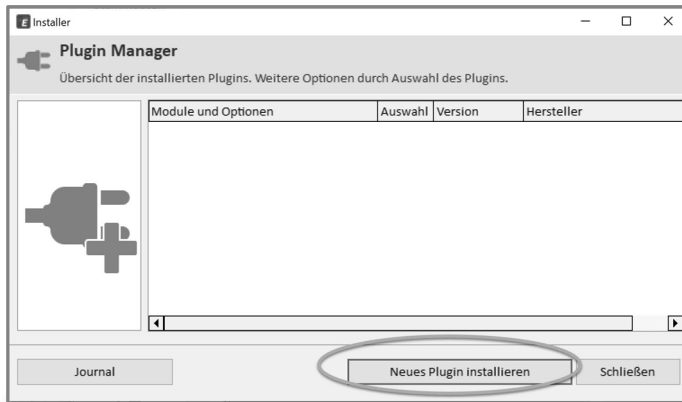 E Installer
Plugin Manager
Übersicht der installierten Plugins. Weitere Optionen durch Auswahl des Plugins.
Module und Optionen Auswahl Version Hersteller
Journal Neues Plugin installieren Schließen